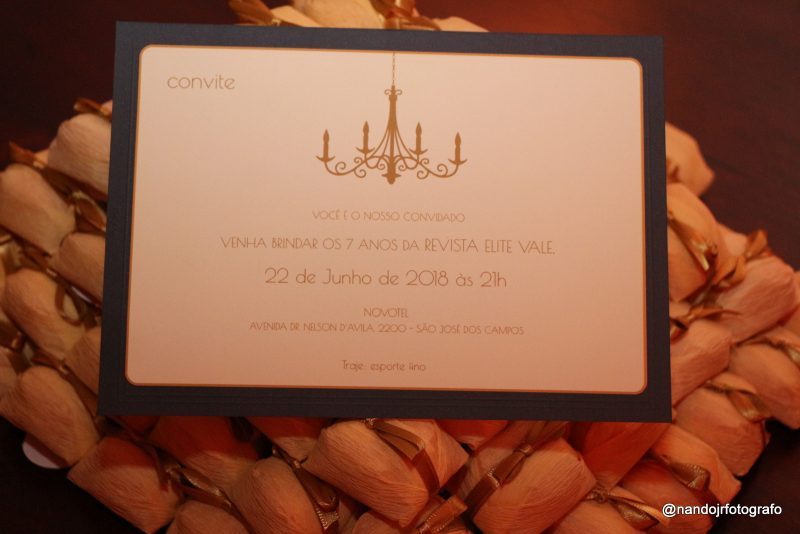 convite
VOCÊ É O NOSSO CONVIDADO
VENHA BRINDAR OS 7 ANOS DA REVISTA ELITE VALE,
22 de Junho de 2018 às 21h
NOVOTEL
AVENIDA DR. NELSON D'AVILA, 2200 - SÃO JOSÉ DOS CAMPOS
Traje: esporte fino
@nandojrfotografo